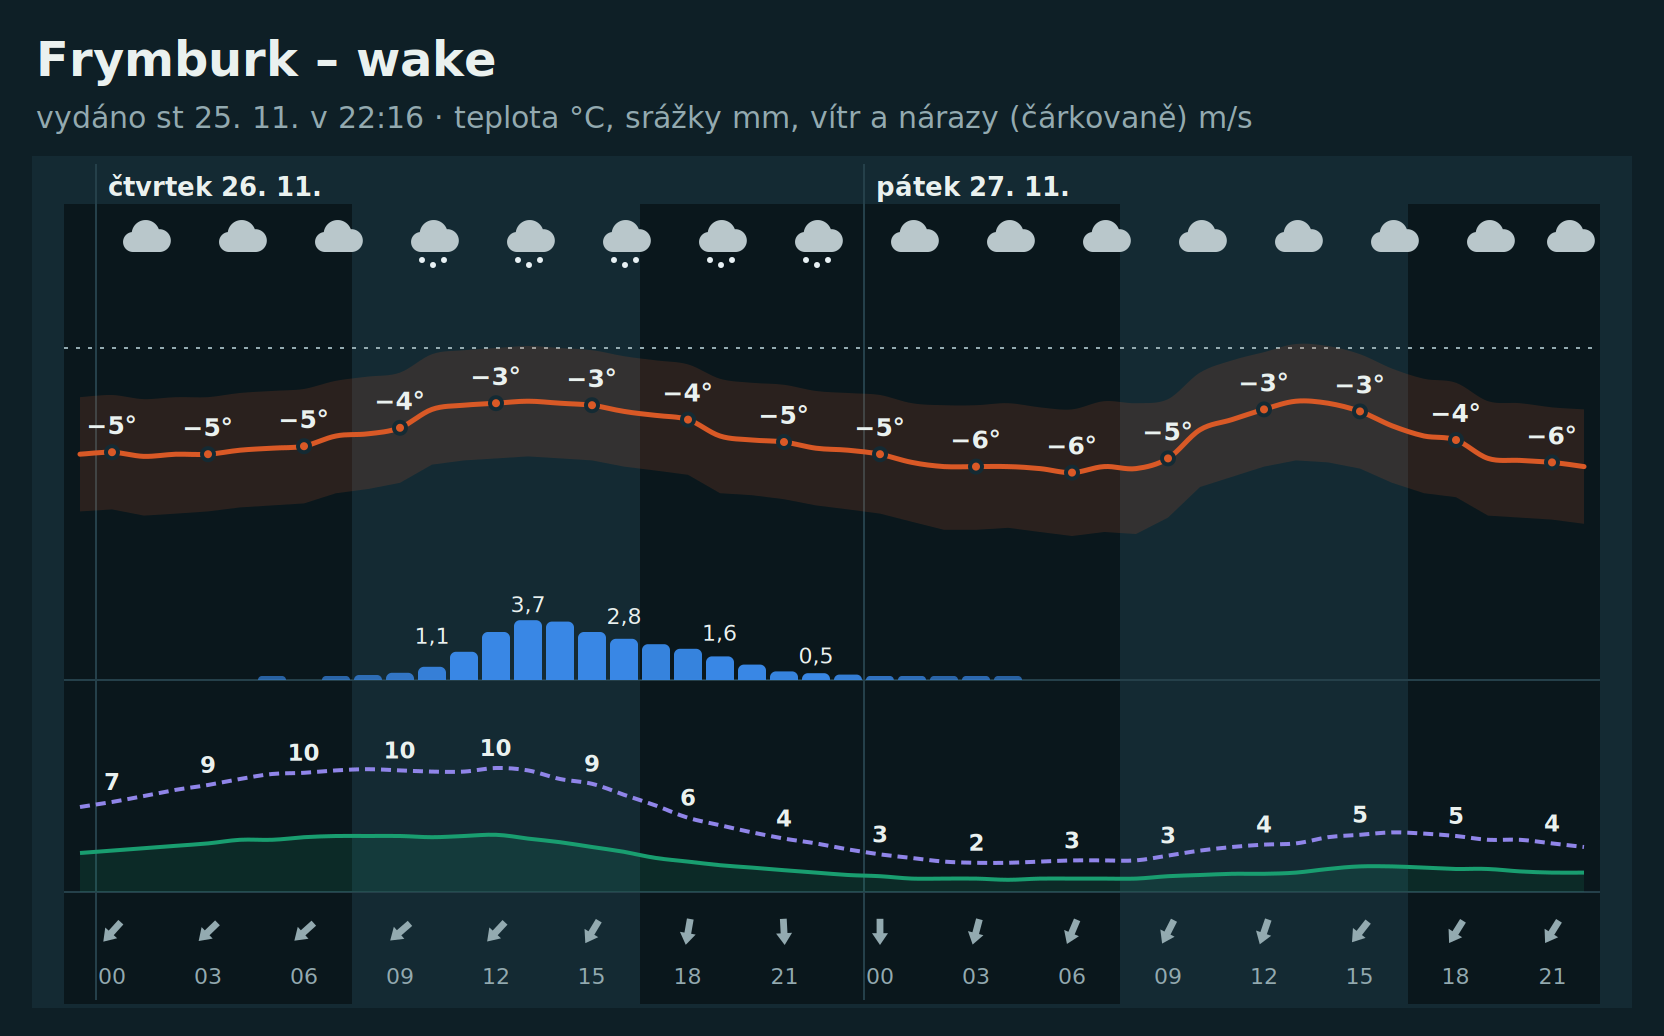 Frymburk – wake
vydáno st 25. 11. v 22:16 · teplota °C, srážky mm, vítr a nárazy (čárkovaně) m/s
čtvrtek 26. 11. pátek 27. 11.
−5° −5° −5° −4° −3° −3° −4° −5° −5° −6° −6° −5° −3° −3° −4° −6°
1,1 3,7 2,8 1,6 0,5
7 9 10 10 10 9 6 4 3 2 3 3 4 5 5 4
00 03 06 09 12 15 18 21 00 03 06 09 12 15 18 21